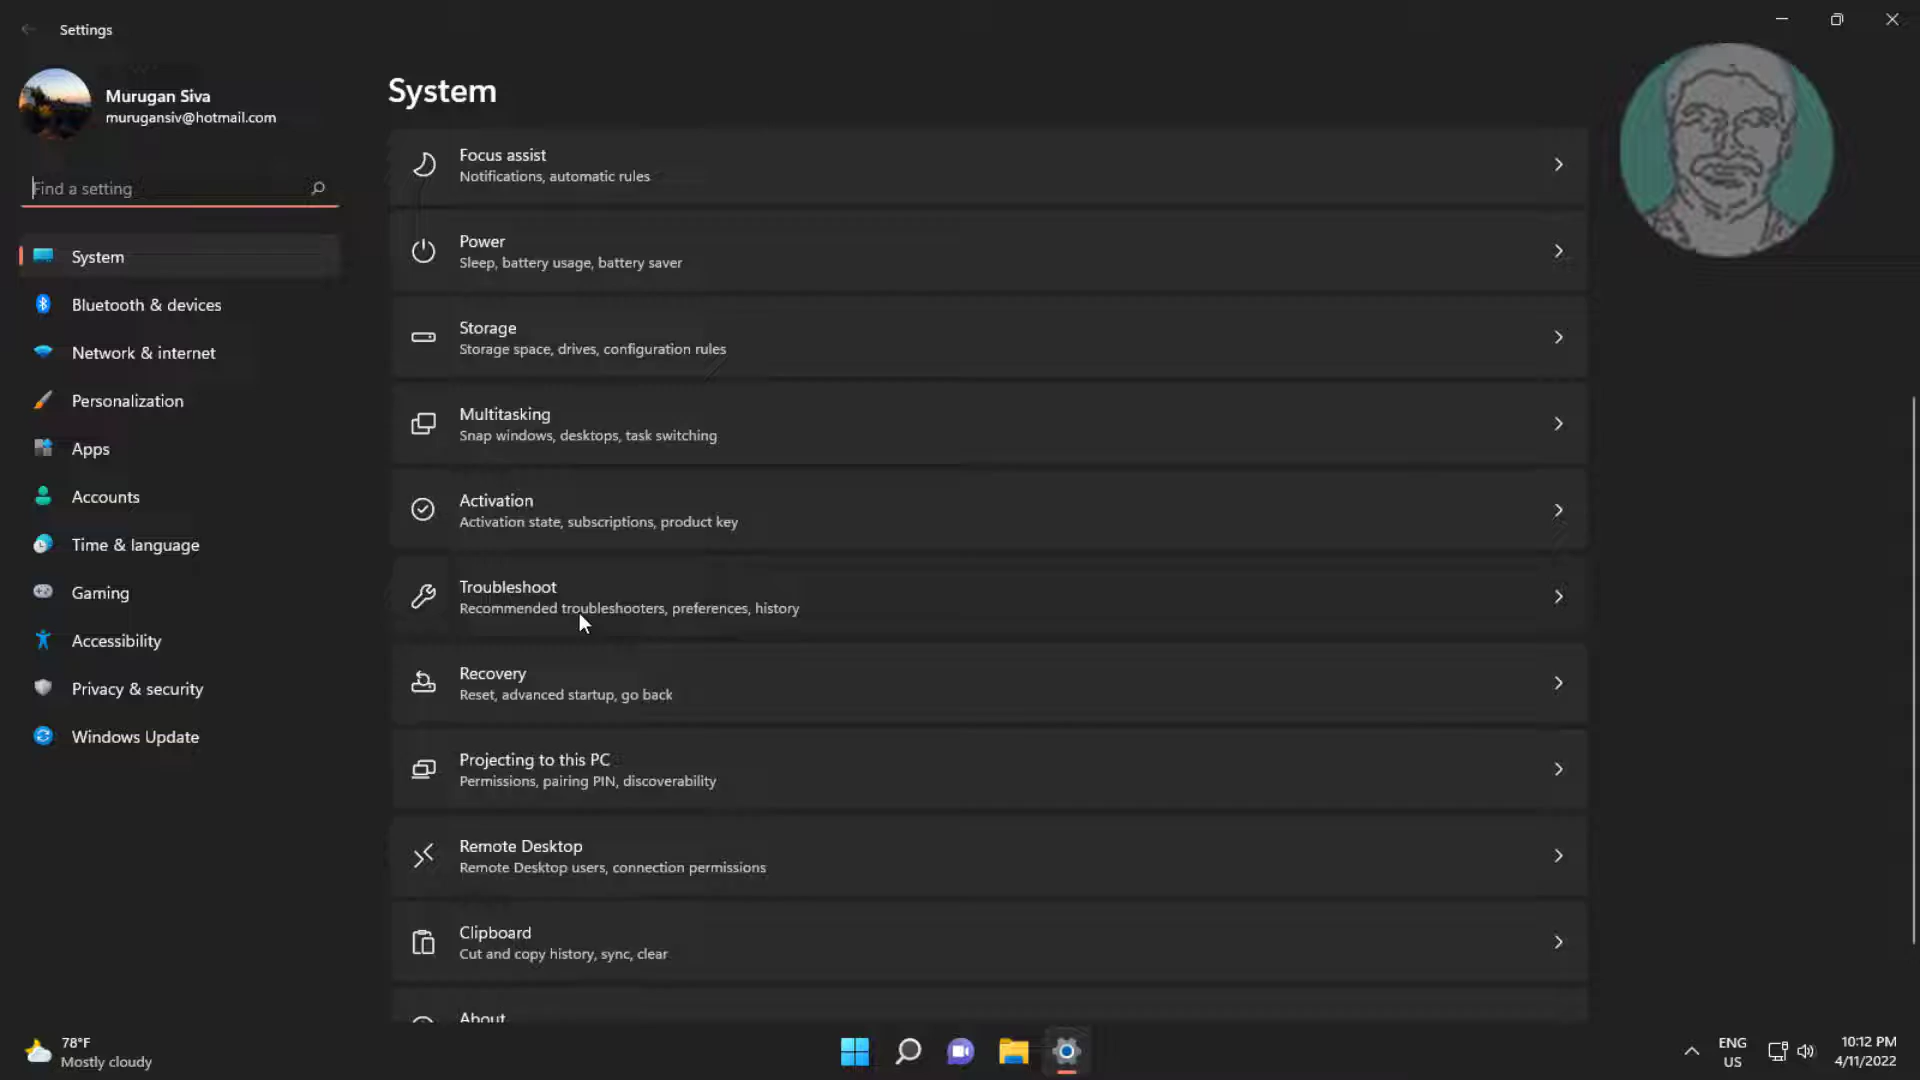 Settings
Murugan Siva
murugansiv@hotmail.com
Find a setting
System
Bluetooth & devices
Network & internet
Personalization
Apps
Accounts
Time & language
Gaming
Accessibility
Privacy & security
Windows Update
System
Focus assist
Notifications, automatic rules
Power
Sleep, battery usage, battery saver
Storage
Storage space, drives, configuration rules
Multitasking
Snap windows, desktops, task switching
Activation
Activation state, subscriptions, product key
Troubleshoot
Recommended troubleshooters, preferences, history
Recovery
Reset, advanced startup, go back
Projecting to this PC
Permissions, pairing PIN, discoverability
Remote Desktop
Remote Desktop users, connection permissions
Clipboard
Cut and copy history, sync, clear
About
78°F
Mostly cloudy
ENG
US
10:12 PM
4/11/2022